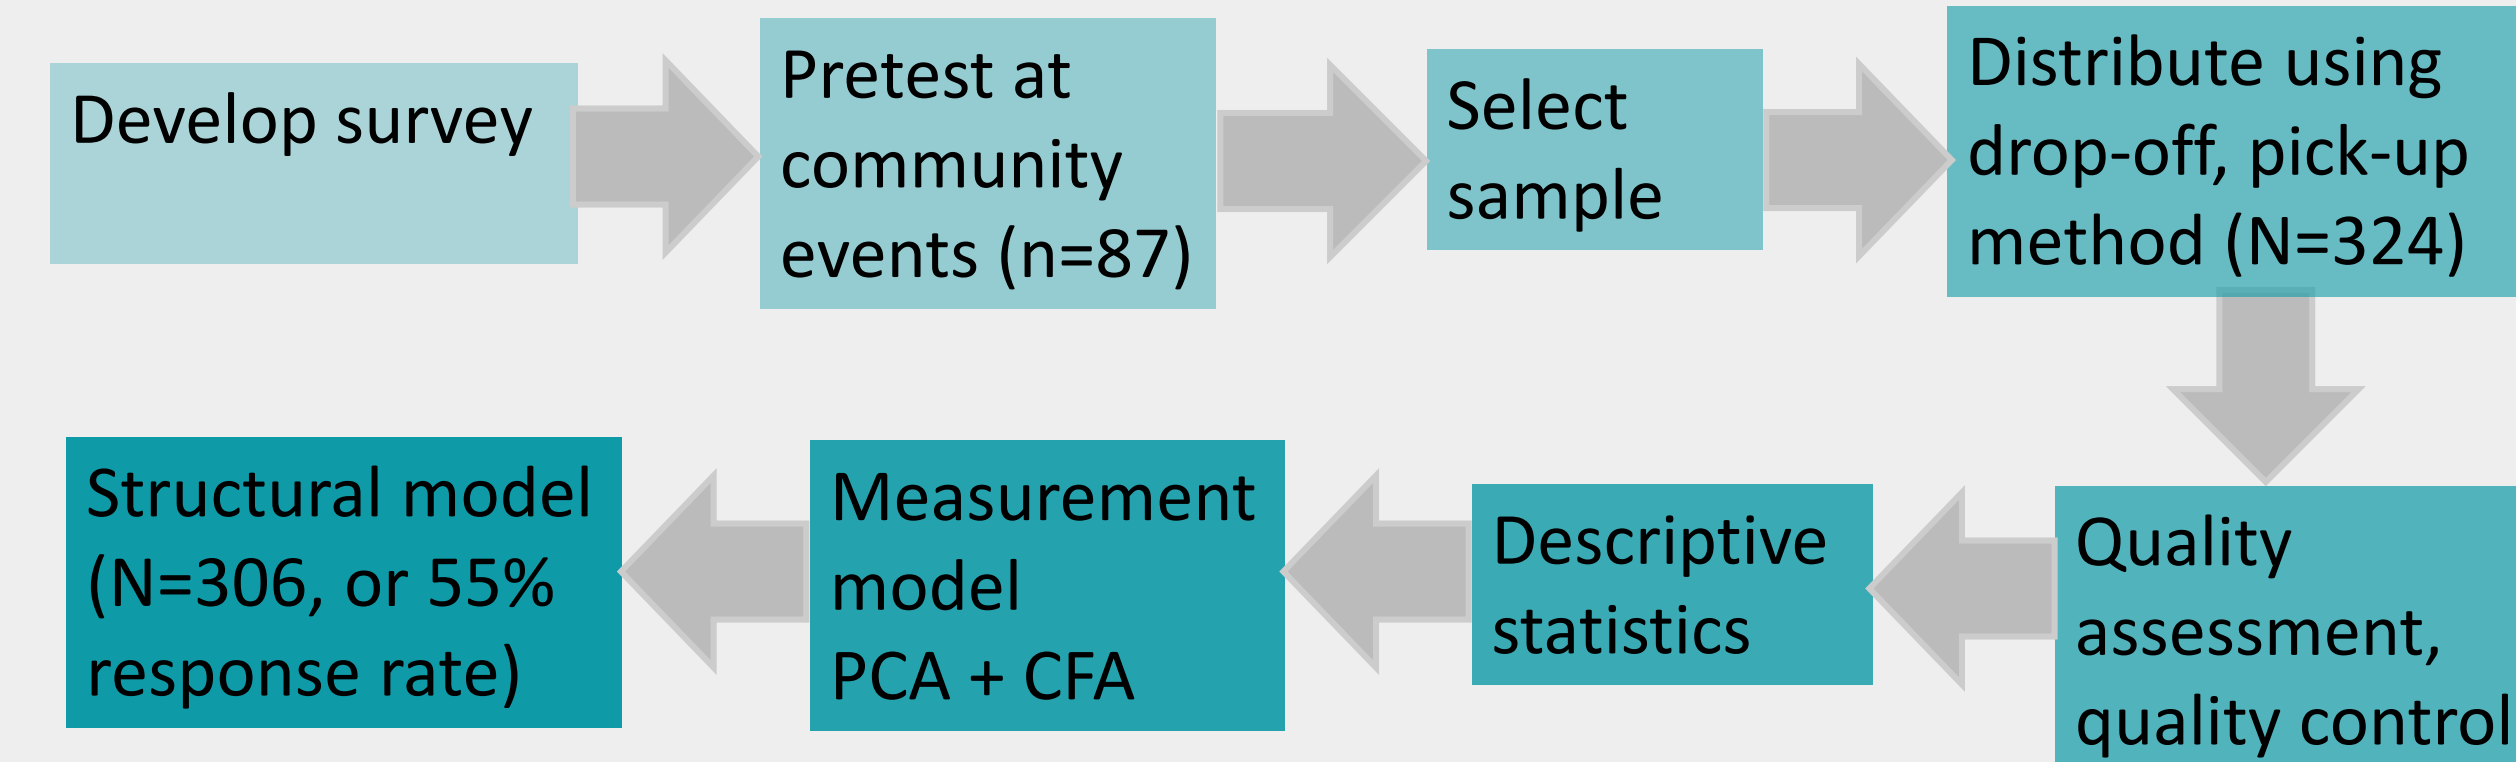 Develop survey
Pretest at
community
events (n=87)
Select
sample
Distribute using
drop-off, pick-up
method (N=324)
Quality
assessment,
quality control
Descriptive
statistics
Measurement
model
PCA + CFA
Structural model
(N=306, or 55%
response rate)